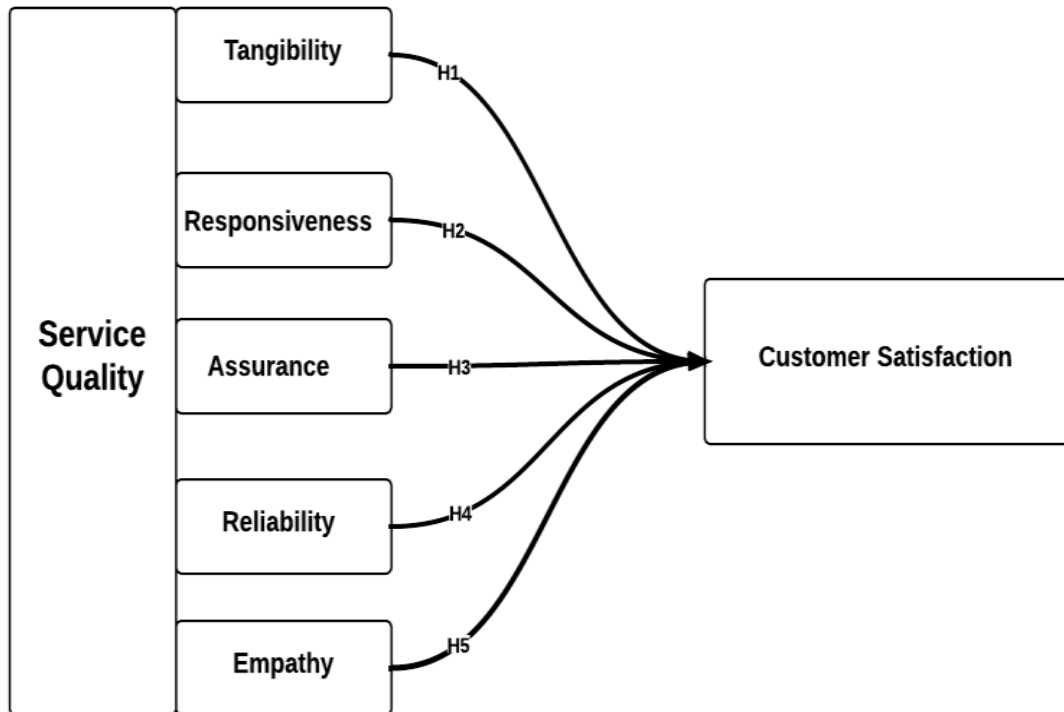 Service
Quality
Tangibility
H1
Responsiveness
H2
Assurance
H3
Reliability
H4
Empathy
H5
Customer Satisfaction